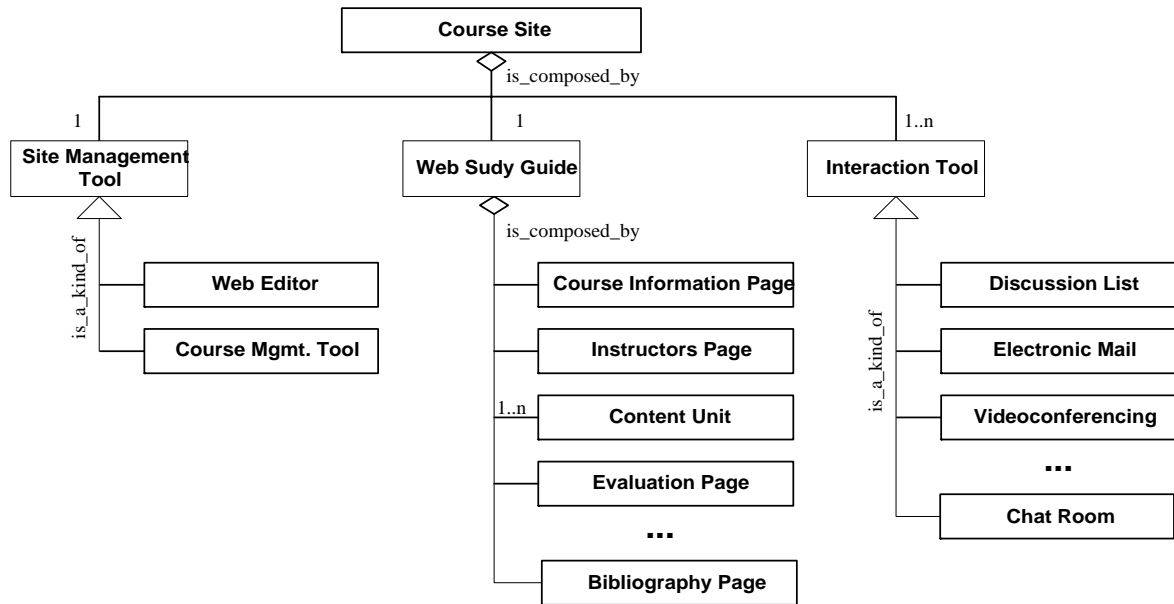 Course Site
is_composed_by
1
1
1..n
Site Management
Tool
Web Sudy Guide
Interaction Tool
is_a_kind_of
Web Editor
Course Mgmt. Tool
is_composed_by
Course Information Page
Instructors Page
1..n
Content Unit
Evaluation Page
...
Bibliography Page
is_a_kind_of
Discussion List
Electronic Mail
Videoconferencing
...
Chat Room